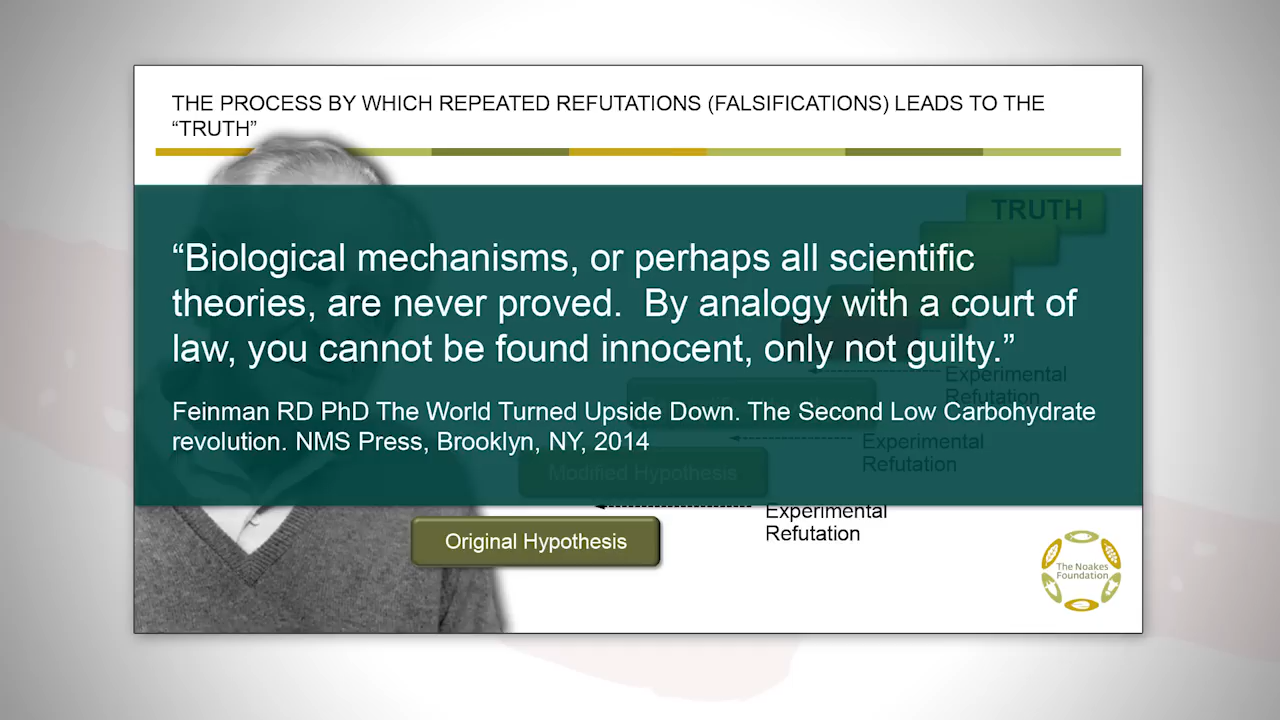 THE PROCESS BY WHICH REPEATED REFUTATIONS (FALSIFICATIONS) LEADS TO THE
“TRUTH”
TRUTH
“Biological mechanisms, or perhaps all scientific
theories, are never proved.  By analogy with a court of
law, you cannot be found innocent, only not guilty.”
Experimental
Refutation
Feinman RD PhD The World Turned Upside Down. The Second Low Carbohydrate
revolution. NMS Press, Brooklyn, NY, 2014
Experimental
Refutation
Modified Hypothesis
Experimental
Refutation
Original Hypothesis
The Noakes
Foundation